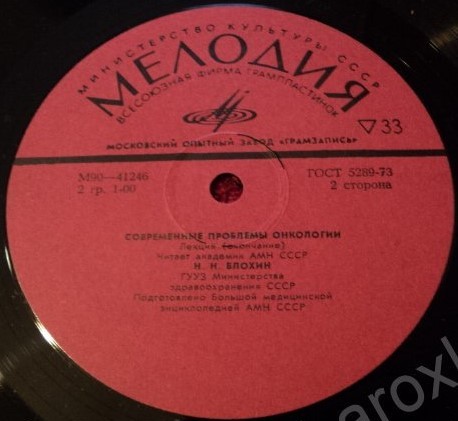 МИНИСТЕРСТВО КУЛЬТУРЫ СССР
МЕЛОДИЯ
ВСЕСОЮЗНАЯ ФИРМА ГРАМПЛАСТИНОК
▽33
МОСКОВСКИЙ ОПЫТНЫЙ ЗАВОД «ГРАМЗАПИСЬ»
М90—41246
2 гр. 1-00
ГОСТ 5289-73
2 сторона
СОВРЕМЕННЫЕ ПРОБЛЕМЫ ОНКОЛОГИИ
Лекция (окончание)
Читает академик АМН СССР
Н. Н. БЛОХИН
ГУУЗ Министерства
здравоохранения СССР
Подготовлено Большой медицинской
энциклопедией АМН СССР